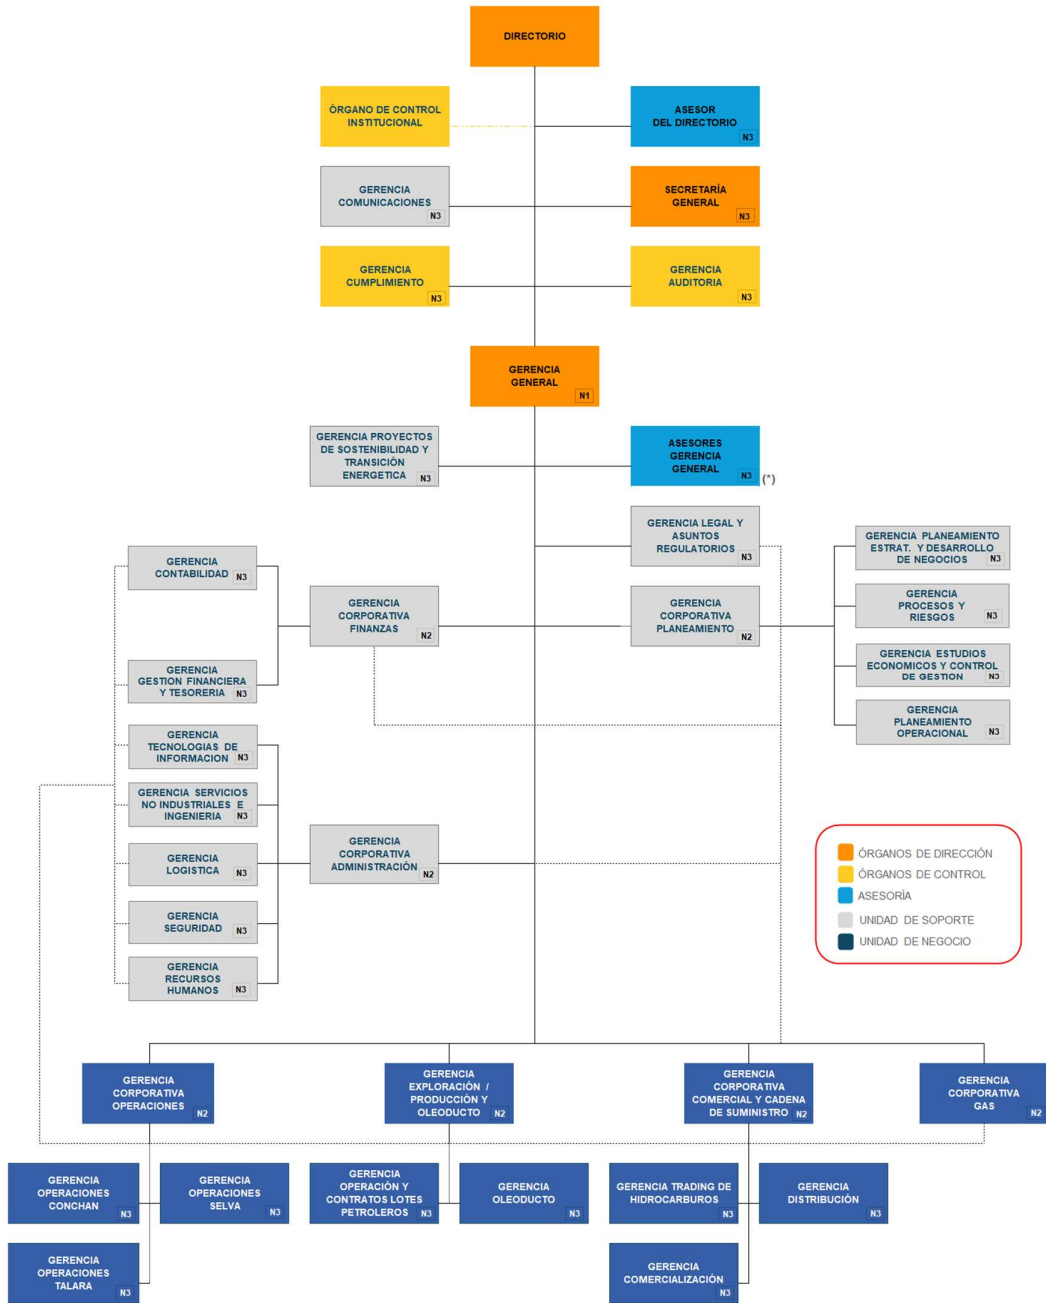 DIRECTORIO
ÓRGANO DE CONTROL
INSTITUCIONAL
ASESOR
DEL DIRECTORIO
N3
GERENCIA
COMUNICACIONES
N3
SECRETARÍA
GENERAL
N3
GERENCIA
CUMPLIMIENTO
N3
GERENCIA
AUDITORIA
N3
GERENCIA
GENERAL
N1
GERENCIA PROYECTOS
DE SOSTENIBILIDAD Y
TRANSICIÓN
ENERGETICA
N3
ASESORES
GERENCIA
GENERAL
N3
(*)
GERENCIA LEGAL Y
ASUNTOS
REGULATORIOS
N3
GERENCIA
CONTABILIDAD
N3
GERENCIA
CORPORATIVA
FINANZAS
N2
GERENCIA
CORPORATIVA
PLANEAMIENTO
N2
GERENCIA PLANEAMIENTO
ESTRAT. Y DESARROLLO
DE NEGOCIOS
N3
GERENCIA
PROCESOS Y
RIESGOS
N3
GERENCIA
GESTION FINANCIERA
Y TESORERIA
N3
GERENCIA ESTUDIOS
ECONOMICOS Y CONTROL
DE GESTIÓN
N3
GERENCIA
PLANEAMIENTO
OPERACIONAL
N3
GERENCIA
TECNOLOGIAS DE
INFORMACION
N3
GERENCIA SERVICIOS
NO INDUSTRIALES E
INGENIERIA
N3
GERENCIA
LOGISTICA
N3
GERENCIA
CORPORATIVA
ADMINISTRACIÓN
N2
GERENCIA
SEGURIDAD
N3
GERENCIA
RECURSOS
HUMANOS
N3
ÓRGANOS DE DIRECCIÓN
ÓRGANOS DE CONTROL
ASESORÍA
UNIDAD DE SOPORTE
UNIDAD DE NEGOCIO
GERENCIA
CORPORATIVA
OPERACIONES
N2
GERENCIA
EXPLORACIÓN /
PRODUCCIÓN Y
OLEODUCTO
N2
GERENCIA
CORPORATIVA
COMERCIAL Y CADENA
DE SUMINISTRO
N2
GERENCIA
CORPORATIVA
GAS
N2
GERENCIA
OPERACIONES
CONCHAN
N3
GERENCIA
OPERACIONES
SELVA
N3
GERENCIA
OPERACIÓN Y
CONTRATOS LOTES
PETROLEROS
N3
GERENCIA
OLEODUCTO
N3
GERENCIA TRADING DE
HIDROCARBUROS
N3
GERENCIA
DISTRIBUCIÓN
N3
GERENCIA
OPERACIONES
TALARA
N3
GERENCIA
COMERCIALIZACIÓN
N3